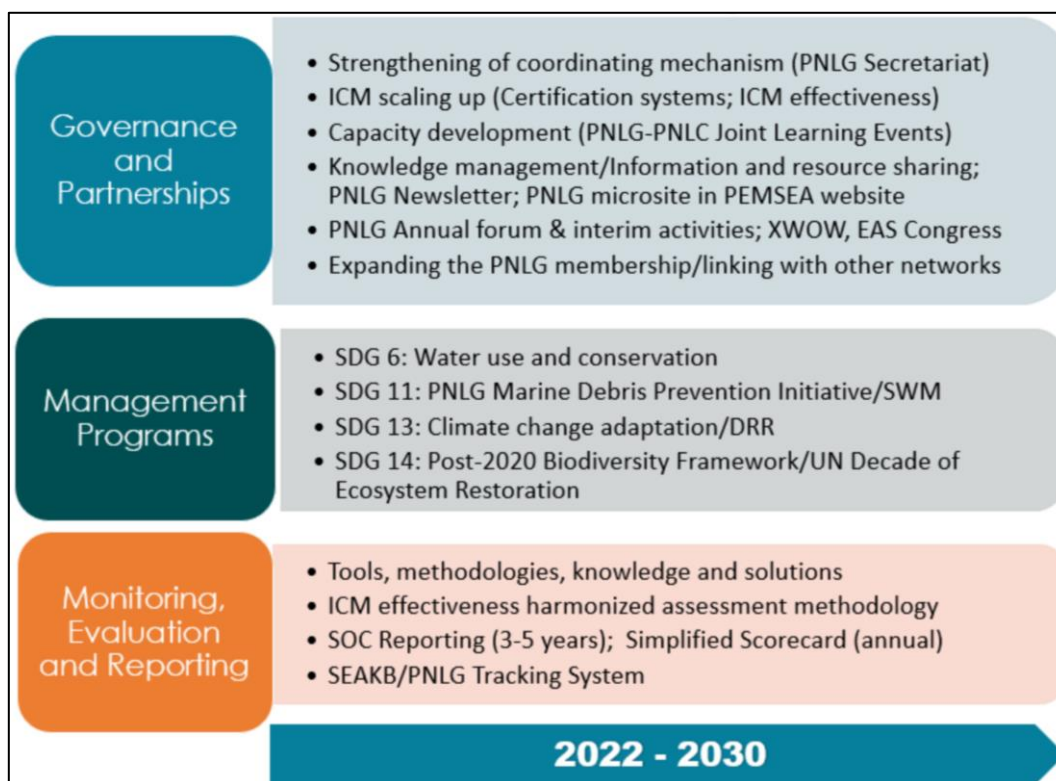 Governance
and
Partnerships
• Strengthening of coordinating mechanism (PNLG Secretariat)
• ICM scaling up (Certification systems; ICM effectiveness)
• Capacity development (PNLG-PNLC Joint Learning Events)
• Knowledge management/Information and resource sharing;
PNLG Newsletter; PNLG microsite in PEMSEA website
• PNLG Annual forum & interim activities; XWOW, EAS Congress
• Expanding the PNLG membership/linking with other networks
Management
Programs
• SDG 6: Water use and conservation
• SDG 11: PNLG Marine Debris Prevention Initiative/SWM
• SDG 13: Climate change adaptation/DRR
• SDG 14: Post-2020 Biodiversity Framework/UN Decade of
Ecosystem Restoration
Monitoring,
Evaluation
and Reporting
• Tools, methodologies, knowledge and solutions
• ICM effectiveness harmonized assessment methodology
• SOC Reporting (3-5 years); Simplified Scorecard (annual)
• SEAKB/PNLG Tracking System
2022 - 2030